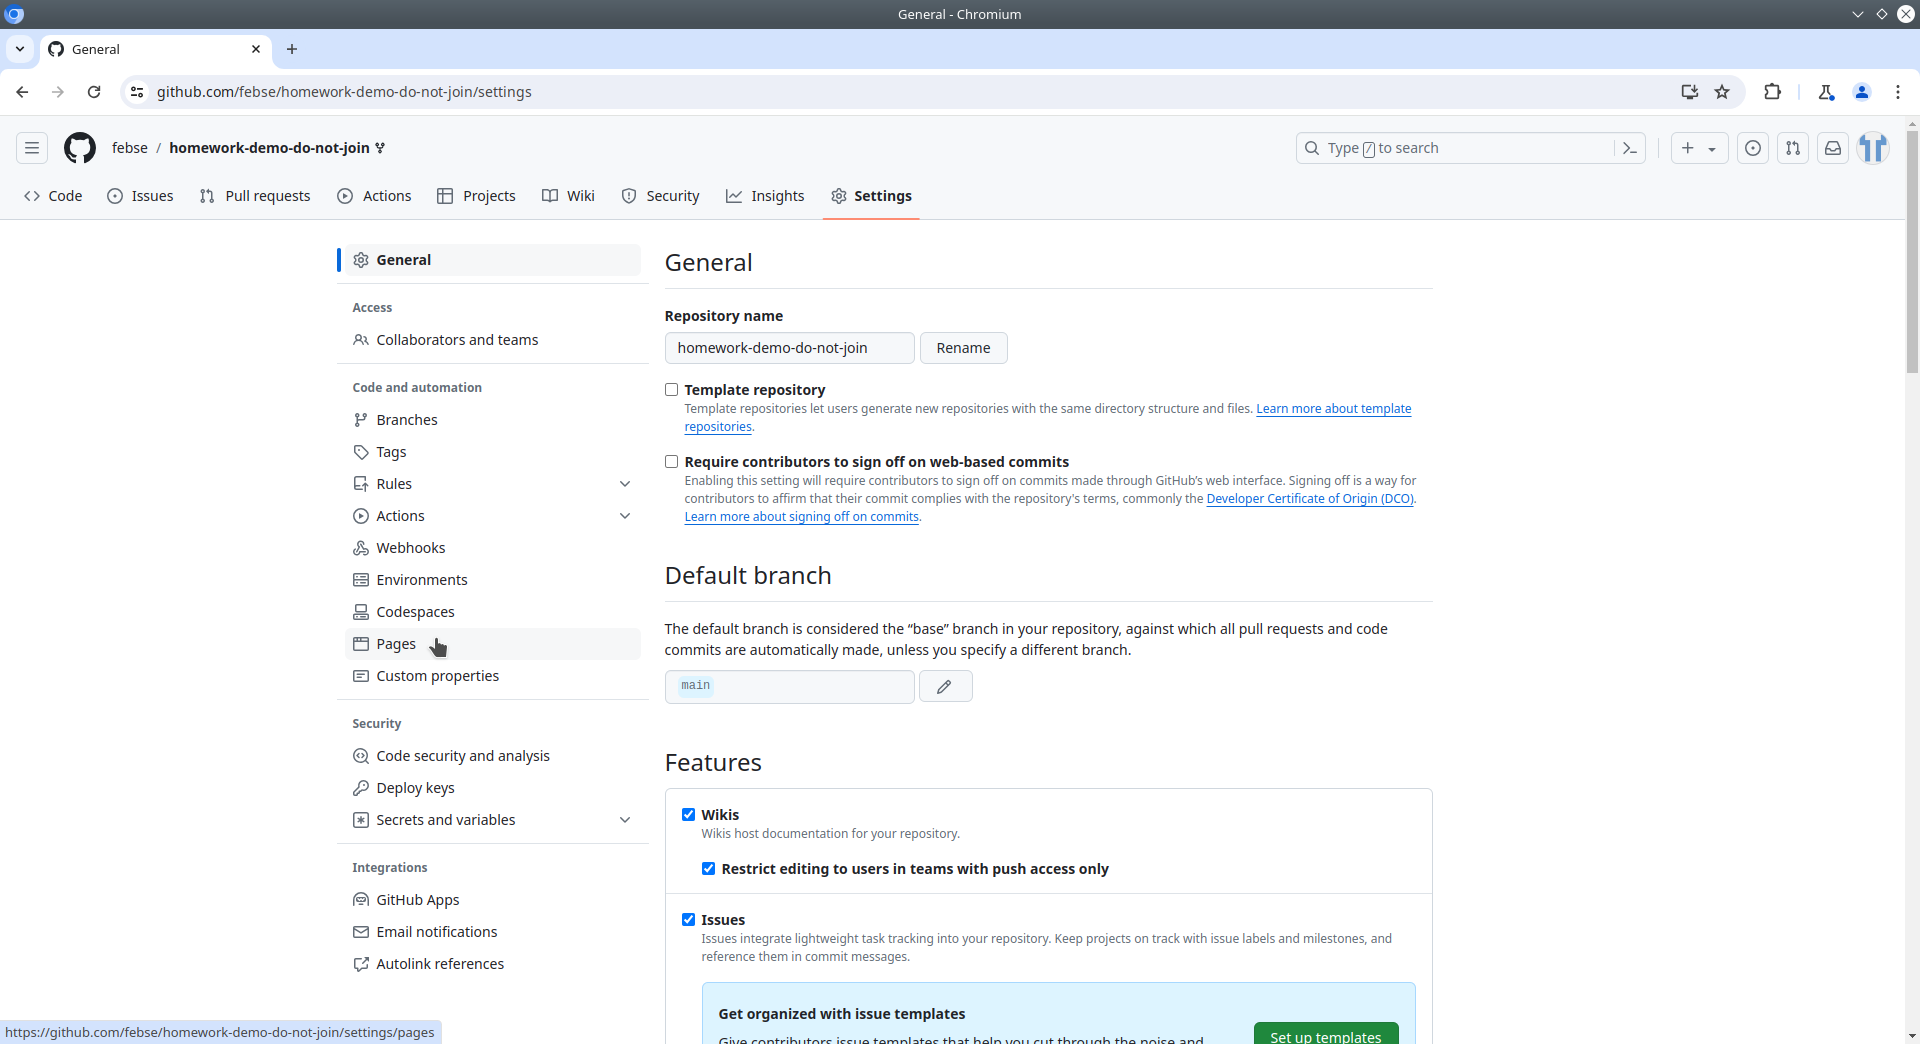 General - Chromium
General
github.com/febse/homework-demo-do-not-join/settings
febse / homework-demo-do-not-join
Type / to search
Code
Issues
Pull requests
Actions
Projects
Wiki
Security
Insights
Settings
General
Access
Collaborators and teams
Code and automation
Branches
Tags
Rules
Actions
Webhooks
Environments
Codespaces
Pages
Custom properties
Security
Code security and analysis
Deploy keys
Secrets and variables
Integrations
GitHub Apps
Email notifications
Autolink references
General
Repository name
homework-demo-do-not-join
Rename
Template repository
Template repositories let users generate new repositories with the same directory structure and files. Learn more about template
repositories.
Require contributors to sign off on web-based commits
Enabling this setting will require contributors to sign off on commits made through GitHub's web interface. Signing off is a way for
contributors to affirm that their commit complies with the repository's terms, commonly the Developer Certificate of Origin (DCO).
Learn more about signing off on commits.
Default branch
The default branch is considered the “base” branch in your repository, against which all pull requests and code
commits are automatically made, unless you specify a different branch.
main
Features
Wikis
Wikis host documentation for your repository.
Restrict editing to users in teams with push access only
Issues
Issues integrate lightweight task tracking into your repository. Keep projects on track with issue labels and milestones, and
reference them in commit messages.
Get organized with issue templates
Give contributors issue templates that help you cut through the noise and
Set up templates
https://github.com/febse/homework-demo-do-not-join/settings/pages